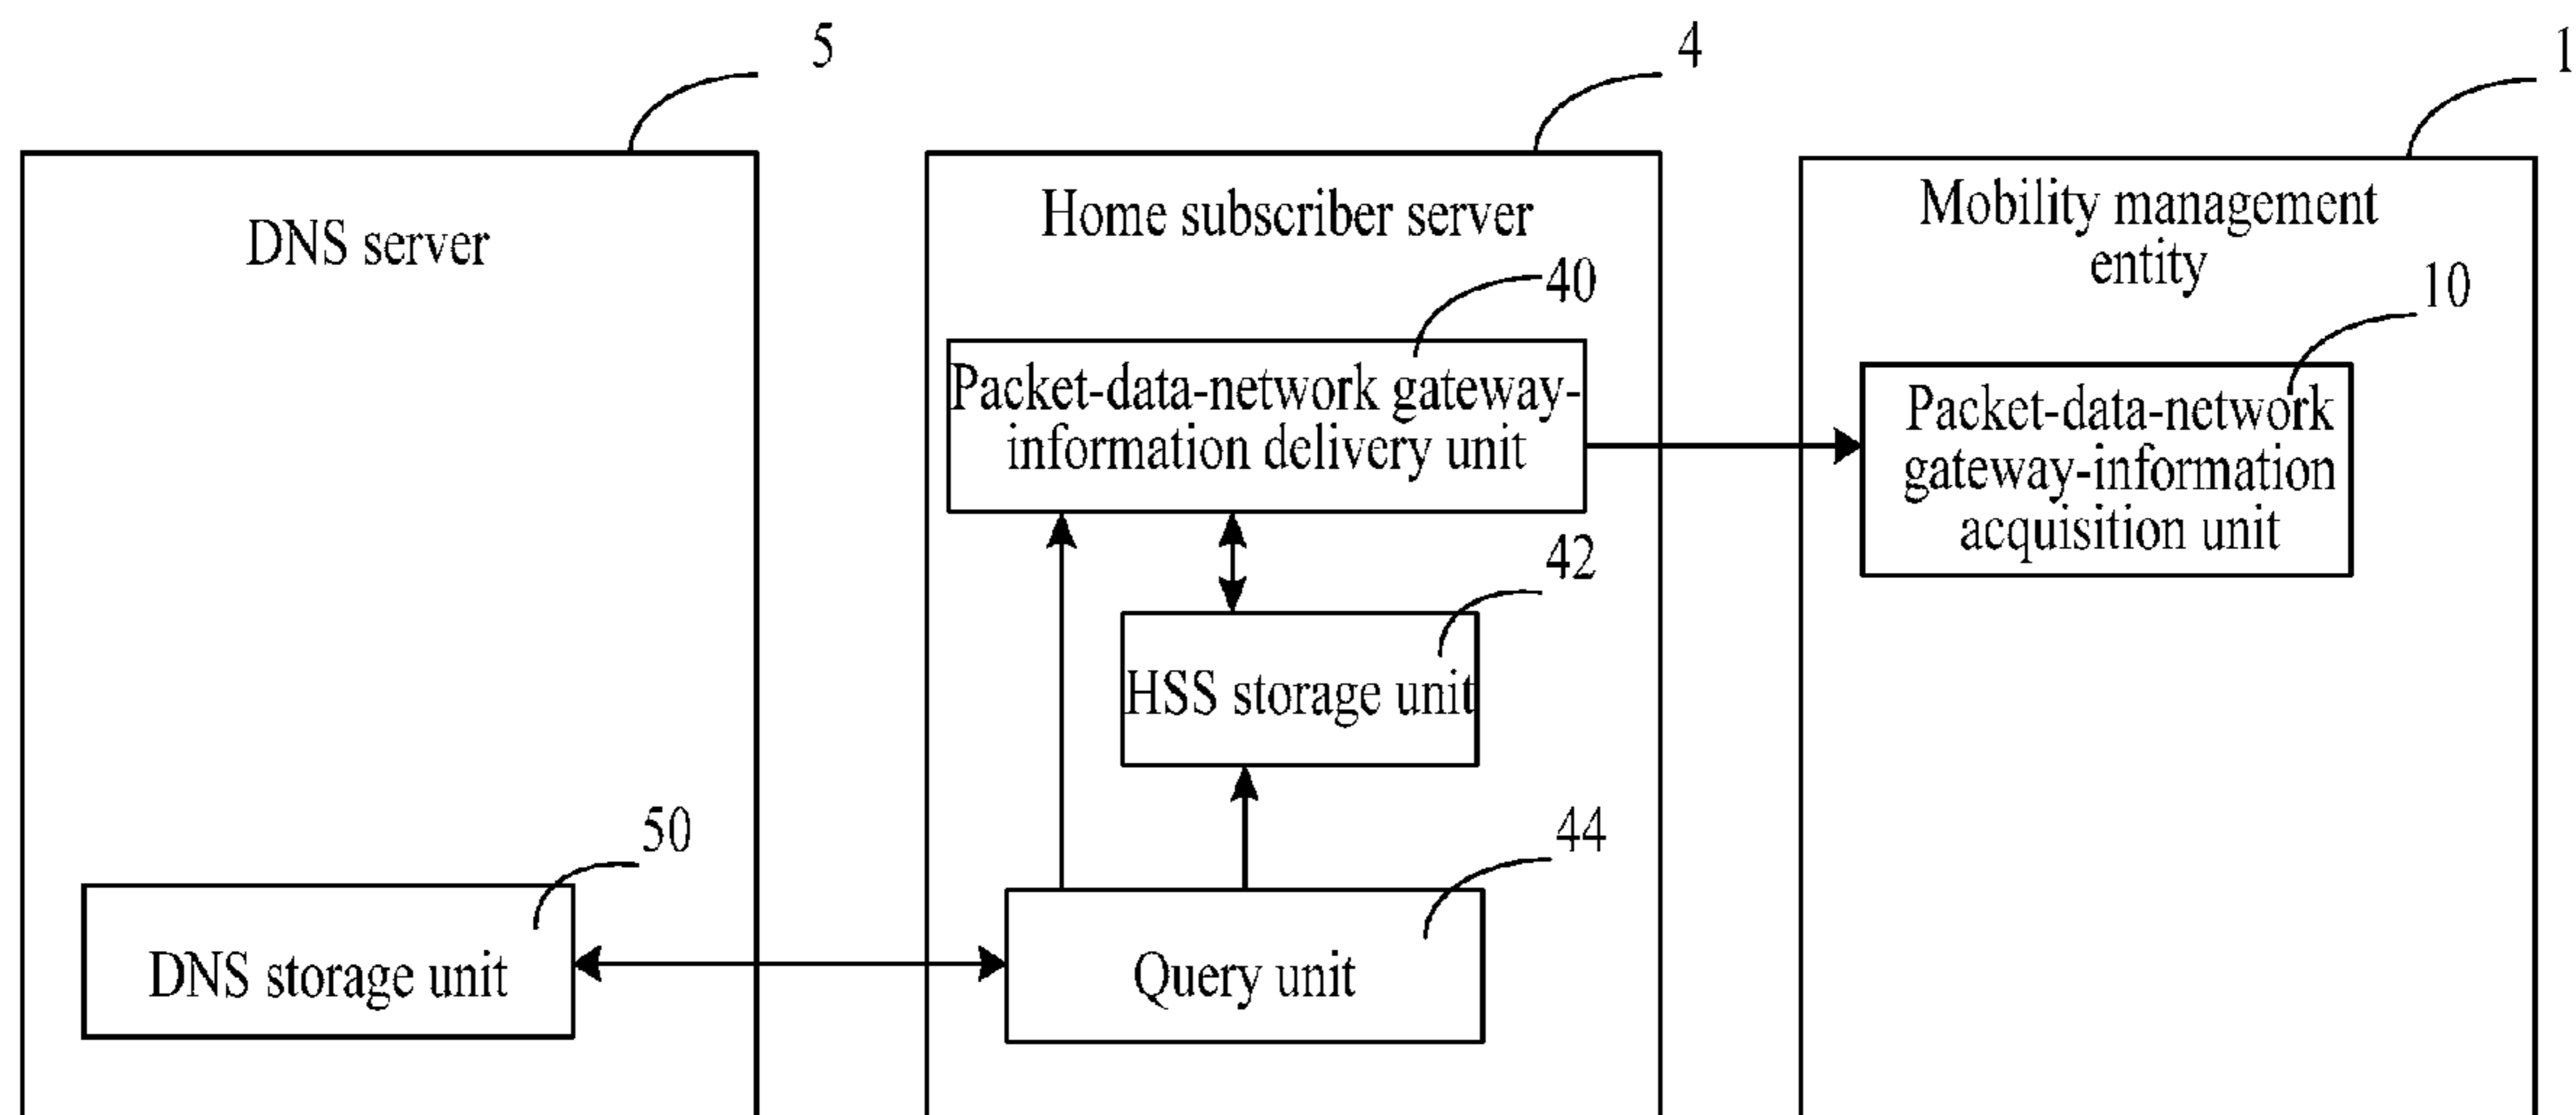 5
4
1
DNS server
Home subscriber server
Mobility management
entity
40
10
Packet-data-network gateway-
information delivery unit
Packet-data-network
gateway-information
acquisition unit
42
HSS storage unit
50
44
DNS storage unit
Query unit